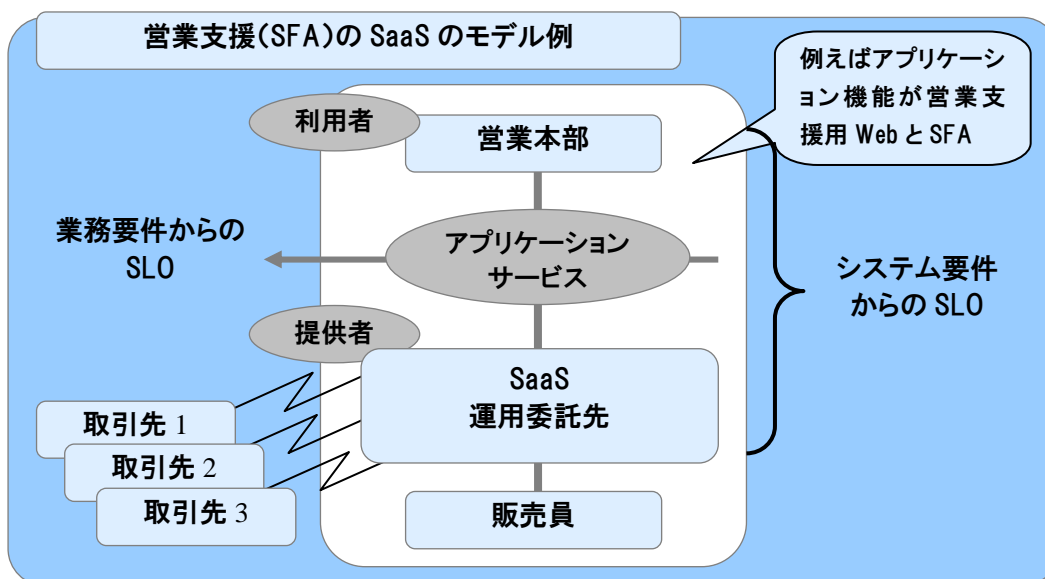 営業支援(SFA)の SaaS のモデル例
例えばアプリケーシ
ョン機能が営業支
援用 Web と SFA
利用者
営業本部
業務要件からの
SLO
アプリケーション
サービス
システム要件
からの SLO
提供者
SaaS
運用委託先
取引先 1
取引先 2
取引先 3
販売員